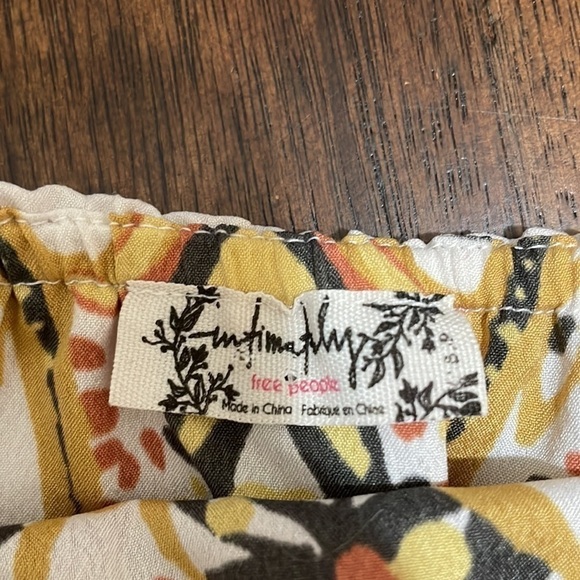 intimately
free people
Made in China Fabriqué en Chine
S.P